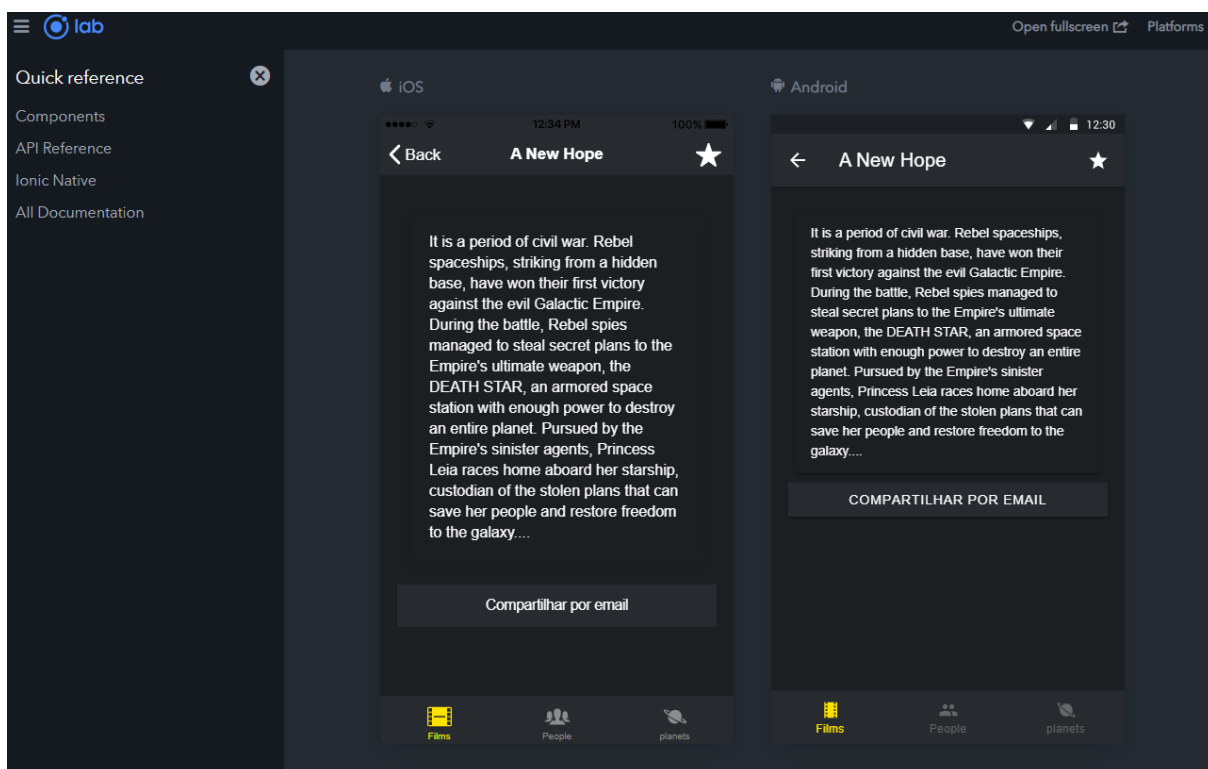 lab
Open fullscreen
Platforms
Quick reference
Components
API Reference
Ionic Native
All Documentation
iOS
12:34 PM
100%
Back
A New Hope
It is a period of civil war. Rebel
spaceships, striking from a hidden
base, have won their first victory
against the evil Galactic Empire.
During the battle, Rebel spies
managed to steal secret plans to the
Empire's ultimate weapon, the
DEATH STAR, an armored space
station with enough power to destroy
an entire planet. Pursued by the
Empire's sinister agents, Princess
Leia races home aboard her starship,
custodian of the stolen plans that can
save her people and restore freedom
to the galaxy....
Compartilhar por email
Films
People
planets
Android
12:30
A New Hope
It is a period of civil war. Rebel spaceships,
striking from a hidden base, have won their
first victory against the evil Galactic Empire.
During the battle, Rebel spies managed to
steal secret plans to the Empire's ultimate
weapon, the DEATH STAR, an armored space
station with enough power to destroy an entire
planet. Pursued by the Empire's sinister
agents, Princess Leia races home aboard her
starship, custodian of the stolen plans that can
save her people and restore freedom to the
galaxy....
COMPARTILHAR POR EMAIL
Films
People
planets